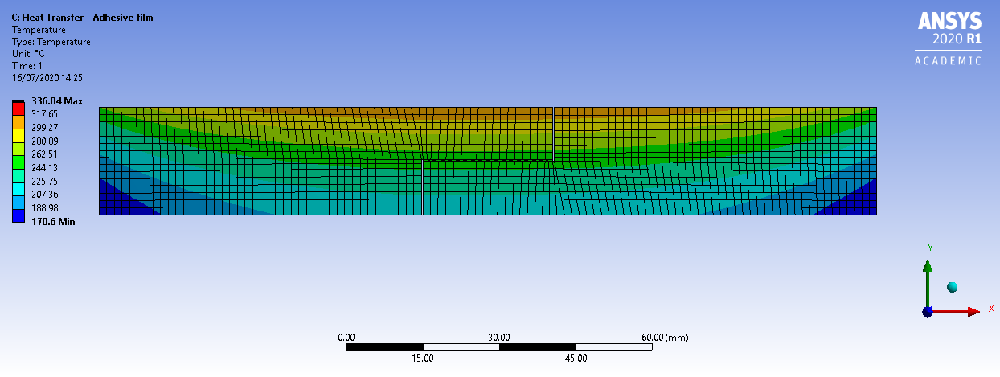 C: Heat Transfer - Adhesive film
Temperature
Type: Temperature
Unit: °C
Time: 1
16/07/2020 14:25
ANSYS
2020 R1
ACADEMIC
336.04 Max
317.65
299.27
280.89
262.51
244.13
225.75
207.36
188.98
170.6 Min
Y
X
0.00 30.00 60.00 (mm)
15.00 45.00